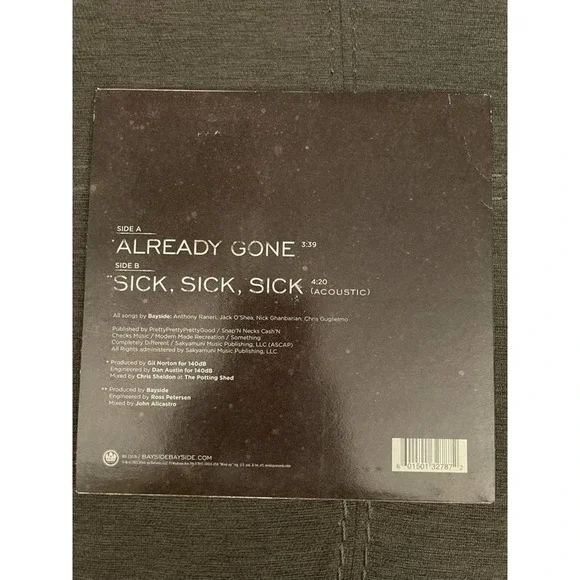 SIDE A
*ALREADY GONE 3:39
SIDE B
**SICK, SICK, SICK 4:20
(ACOUSTIC)
All songs by Bayside: Anthony Raneri, Jack O'Shea, Nick Ghanbarian, Chris Guglielmo
Published by PrettyPrettyPrettyGood / Snap'N Necks Cash'N
Checks Music / Modern Made Recreation / Something
Completely Different / Sakyamuni Music Publishing, LLC (ASCAP)
All Rights administered by Sakyamuni Music Publishing, LLC.
* Produced by Gil Norton for 140dB
Engineered by Dan Austin for 140dB
Mixed by Chris Sheldon at The Potting Shed
** Produced by Bayside
Engineered by Ross Petersen
Mixed by John Alicastro
/ BAYSIDEBAYSIDE.COM
6 01501 32787 2